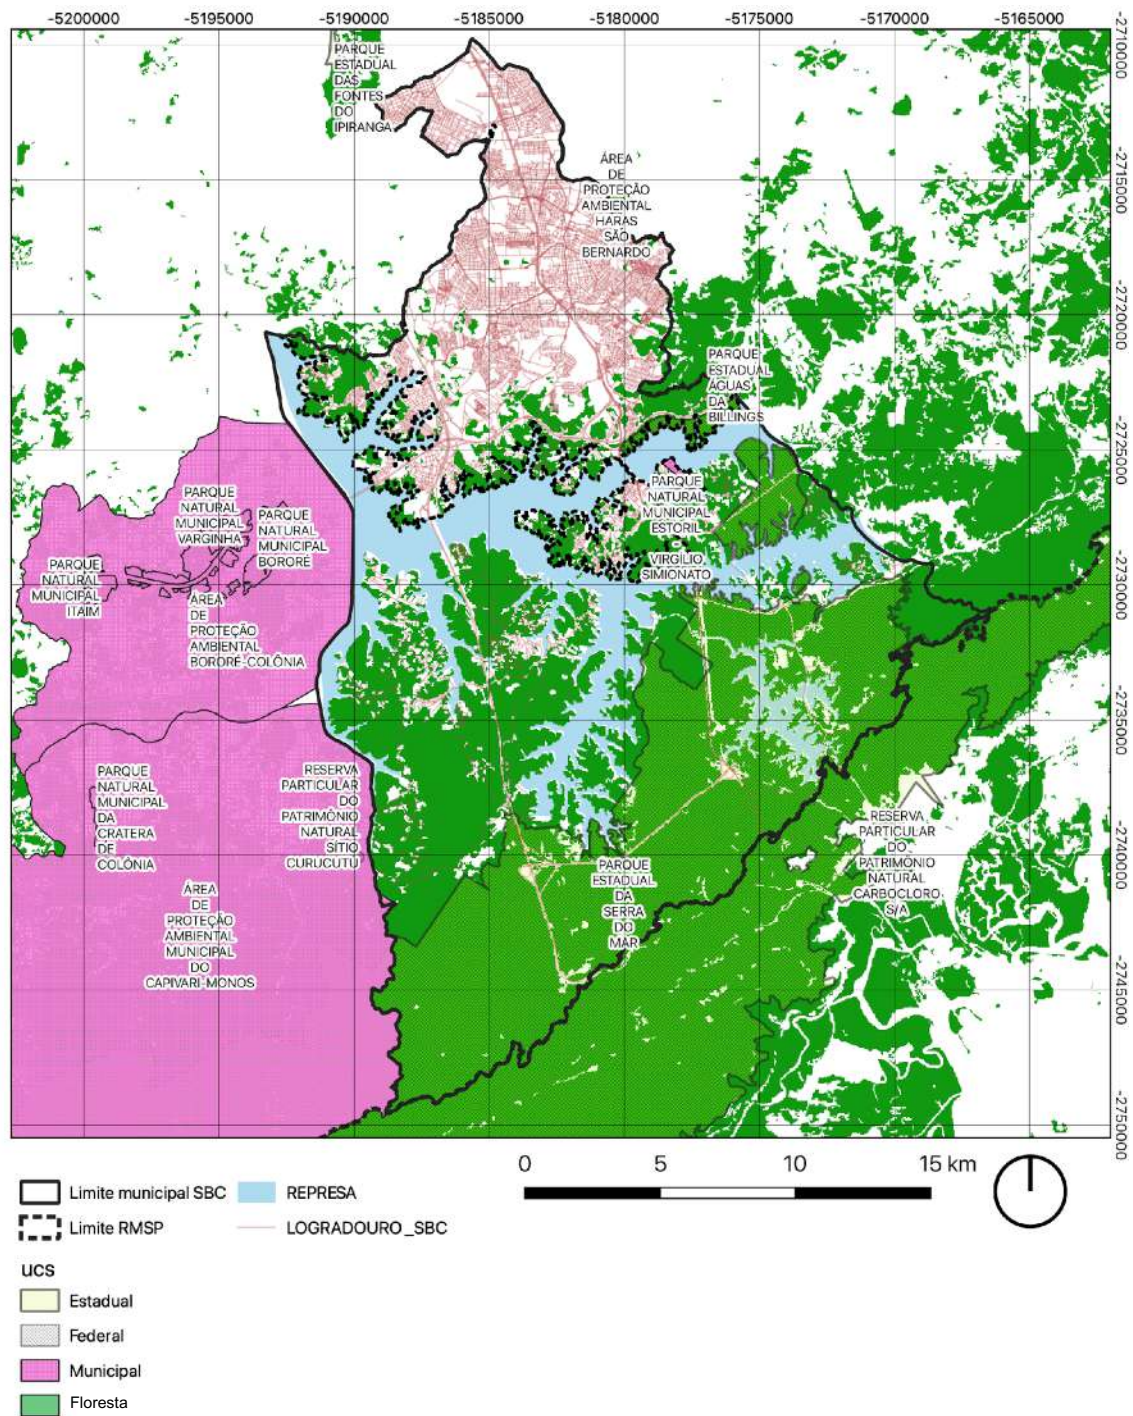 -5200000 -5195000 -5190000 -5185000 -5180000 -5175000 -5170000 -5165000
-2710000
-2715000
-2720000
-2725000
-2730000
-2735000
-2740000
-2745000
-2750000
PARQUE
ESTADUAL
DAS
FONTES
DO
IPIRANGA
ÁREA
DE
PROTEÇÃO
AMBIENTAL
HARAS
SÃO
BERNARDO
PARQUE
ESTADUAL
ÁGUAS
DA
BILLINGS
PARQUE
NATURAL
MUNICIPAL
ESTORIL
-
VIRGÍLIO
SIMIONATO
PARQUE
NATURAL
MUNICIPAL
VARGINHA
PARQUE
NATURAL
MUNICIPAL
BORORÉ
PARQUE
NATURAL
MUNICIPAL
ITAIM
ÁREA
DE
PROTEÇÃO
AMBIENTAL
BORORÉ-COLÔNIA
PARQUE
NATURAL
MUNICIPAL
DA
CRATERA
DE
COLÔNIA
RESERVA
PARTICULAR
DO
PATRIMÔNIO
NATURAL
SÍTIO
CURUCUTÚ
ÁREA
DE
PROTEÇÃO
AMBIENTAL
MUNICIPAL
DO
CAPIVARI-MONOS
PARQUE
ESTADUAL
DA
SERRA
DO
MAR
RESERVA
PARTICULAR
DO
PATRIMÔNIO
NATURAL
CARBOCLORO
S/A
0 5 10 15 km
Limite municipal SBC
REPRESA
Limite RMSP
LOGRADOURO_SBC
ucs
Estadual
Federal
Municipal
Floresta